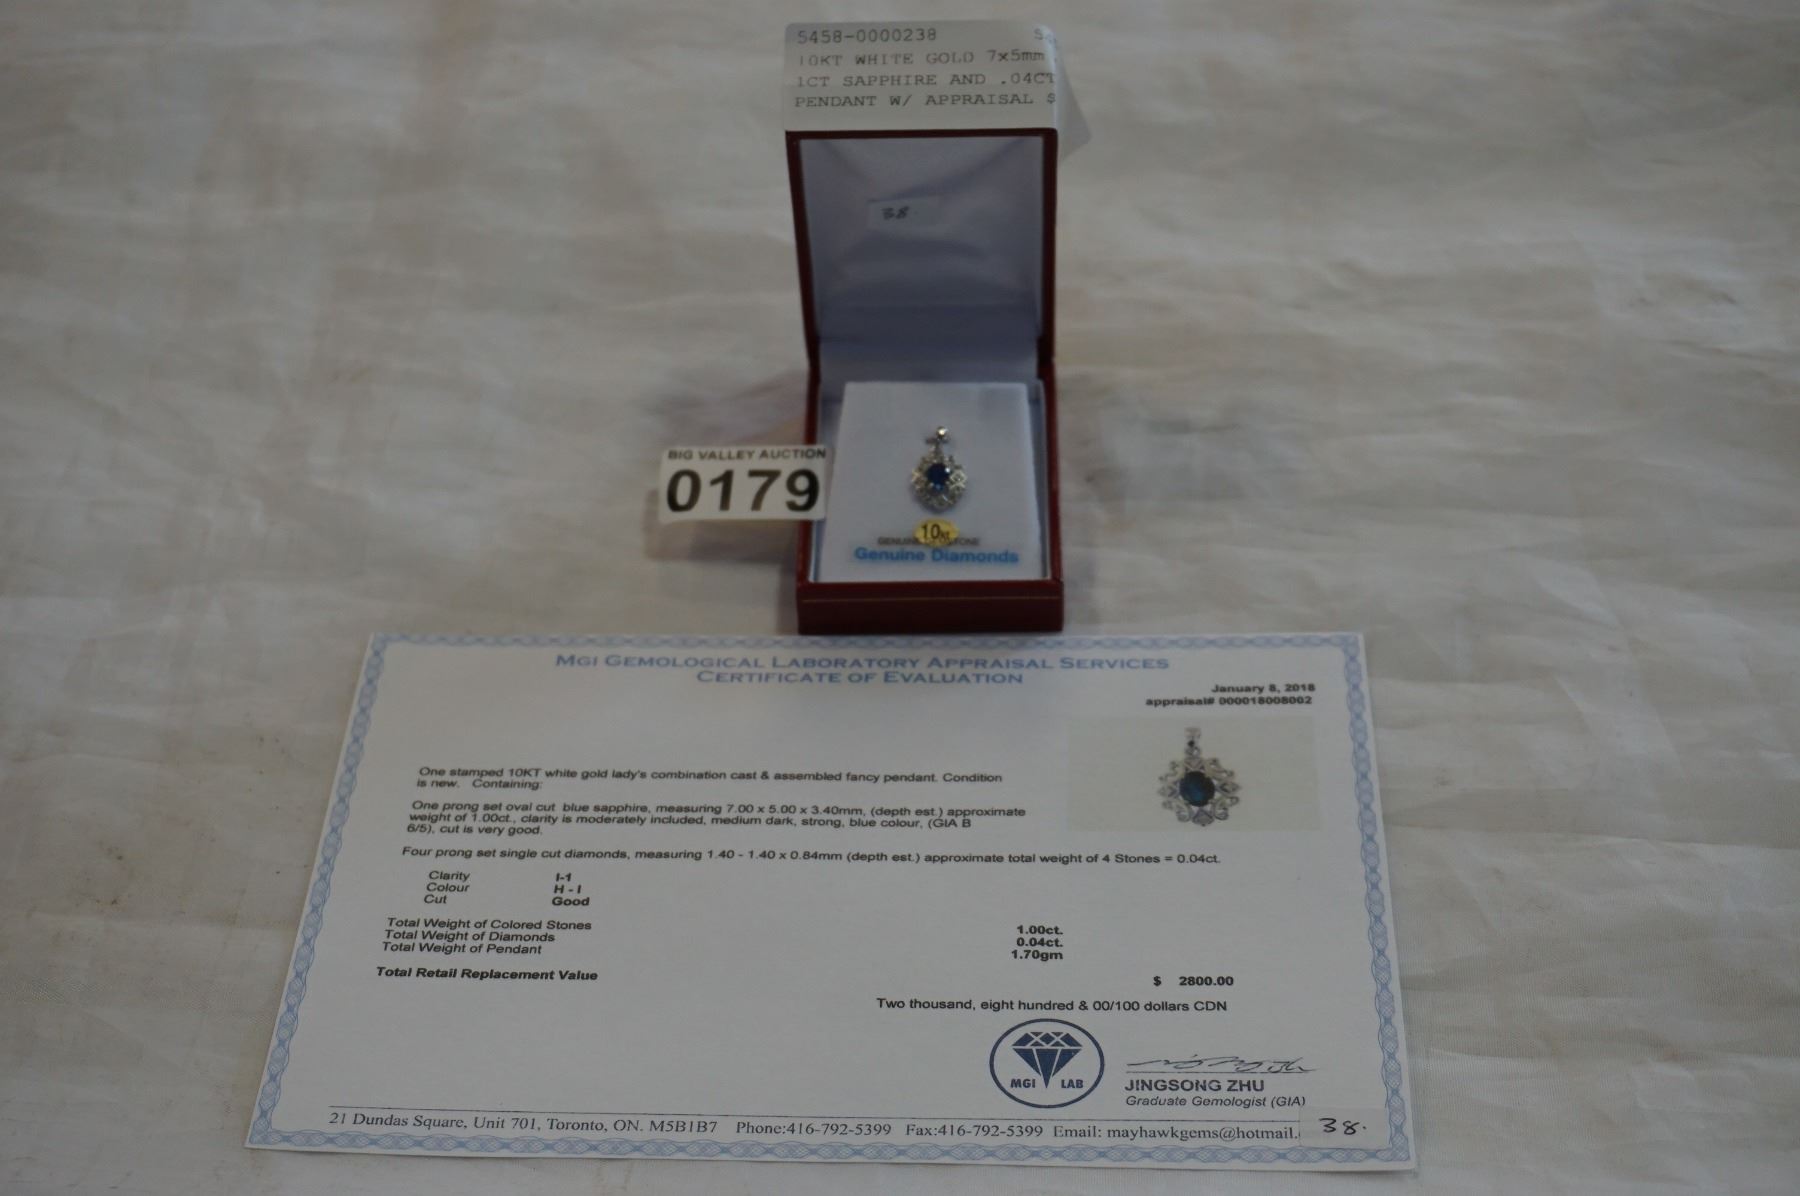 5458-0000238
10KT WHITE GOLD 7x5mm
1CT SAPPHIRE AND .04CT
PENDANT W/ APPRAISAL $
38.
BIG VALLEY AUCTION
0179
10kt
GENUINE
Genuine Diamonds
MGI GEMOLOGICAL LABORATORY APPRAISAL SERVICES
CERTIFICATE OF EVALUATION
January 8, 2018
appraisal# 000018008002
One stamped 10KT white gold lady's combination cast & assembled fancy pendant. Condition
is new. Containing:
One prong set oval cut blue sapphire, measuring 7.00 x 5.00 x 3.40mm, (depth est.) approximate
weight of 1.00ct., clarity is moderately included, medium dark, strong, blue colour, (GIA B
6/5), cut is very good.
Four prong set single cut diamonds, measuring 1.40 - 1.40 x 0.84mm (depth est.) approximate total weight of 4 Stones = 0.04ct.
Clarity I-1
Colour H - I
Cut Good
Total Weight of Colored Stones 1.00ct.
Total Weight of Diamonds 0.04ct.
Total Weight of Pendant 1.70gm
Total Retail Replacement Value $ 2800.00
Two thousand, eight hundred & 00/100 dollars CDN
MGI LAB
JINGSONG ZHU
Graduate Gemologist (GIA)
21 Dundas Square, Unit 701, Toronto, ON. M5B1B7 Phone:416-792-5399 Fax:416-792-5399 Email: mayhawkgems@hotmail.
38.